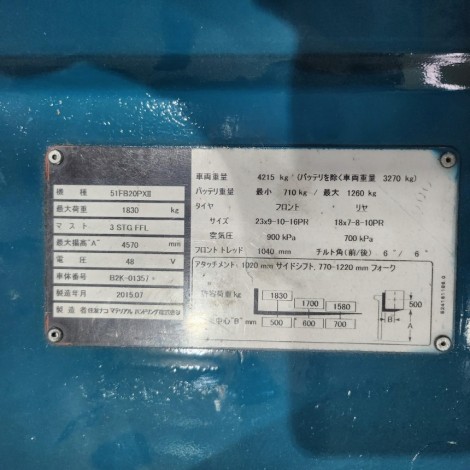 機 種 51FB20PXⅡ
最大荷重 1830 kg
マスト 3 STG FFL
最大揚高"A" 4570 mm
電 圧 48 V
車体番号 B2K-0135
製造年月 2015.07
製造
車両重量 4215 kg (バッテリを除く車両重量 3270 kg)
バッテリ重量 最小 710 kg / 最大 1260 kg
タイヤ フロント リヤ
サイズ 23x9-10-16PR 18x7-8-10PR
空気圧 900 kPa 700 kPa
フロントトレッド 1040 mm チルト角(前/後) 6° / 6°
アタッチメント: 1020 mm サイドシフト, 770-1220 mm フォーク
許容荷重 kg 1830 1700 1580
中心"B" 500 600 700
500
B
A